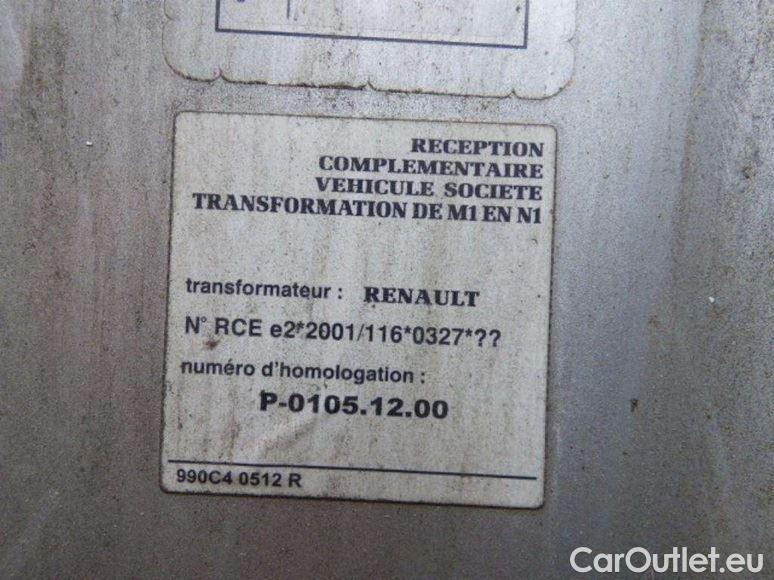 RECEPTION
COMPLEMENTAIRE
VEHICULE SOCIETE
TRANSFORMATION DE M1 EN N1
transformateur : RENAULT
N° RCE e2*2001/116*0327*??
numéro d'homologation :
P-0105.12.00
990C4 0512 R
CarOutlet.eu